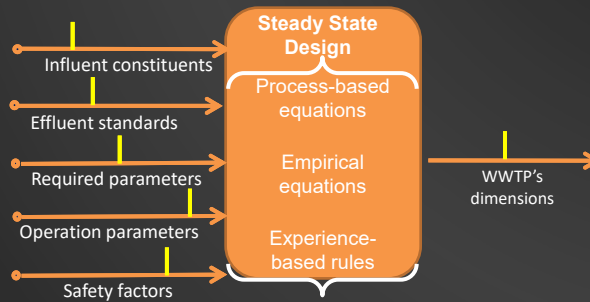 Steady State
Design
Influent constituents
Process-based
equations
Effluent standards
Required parameters
Empirical
equations
WWTP's
dimensions
Operation parameters
Experience-
based rules
Safety factors